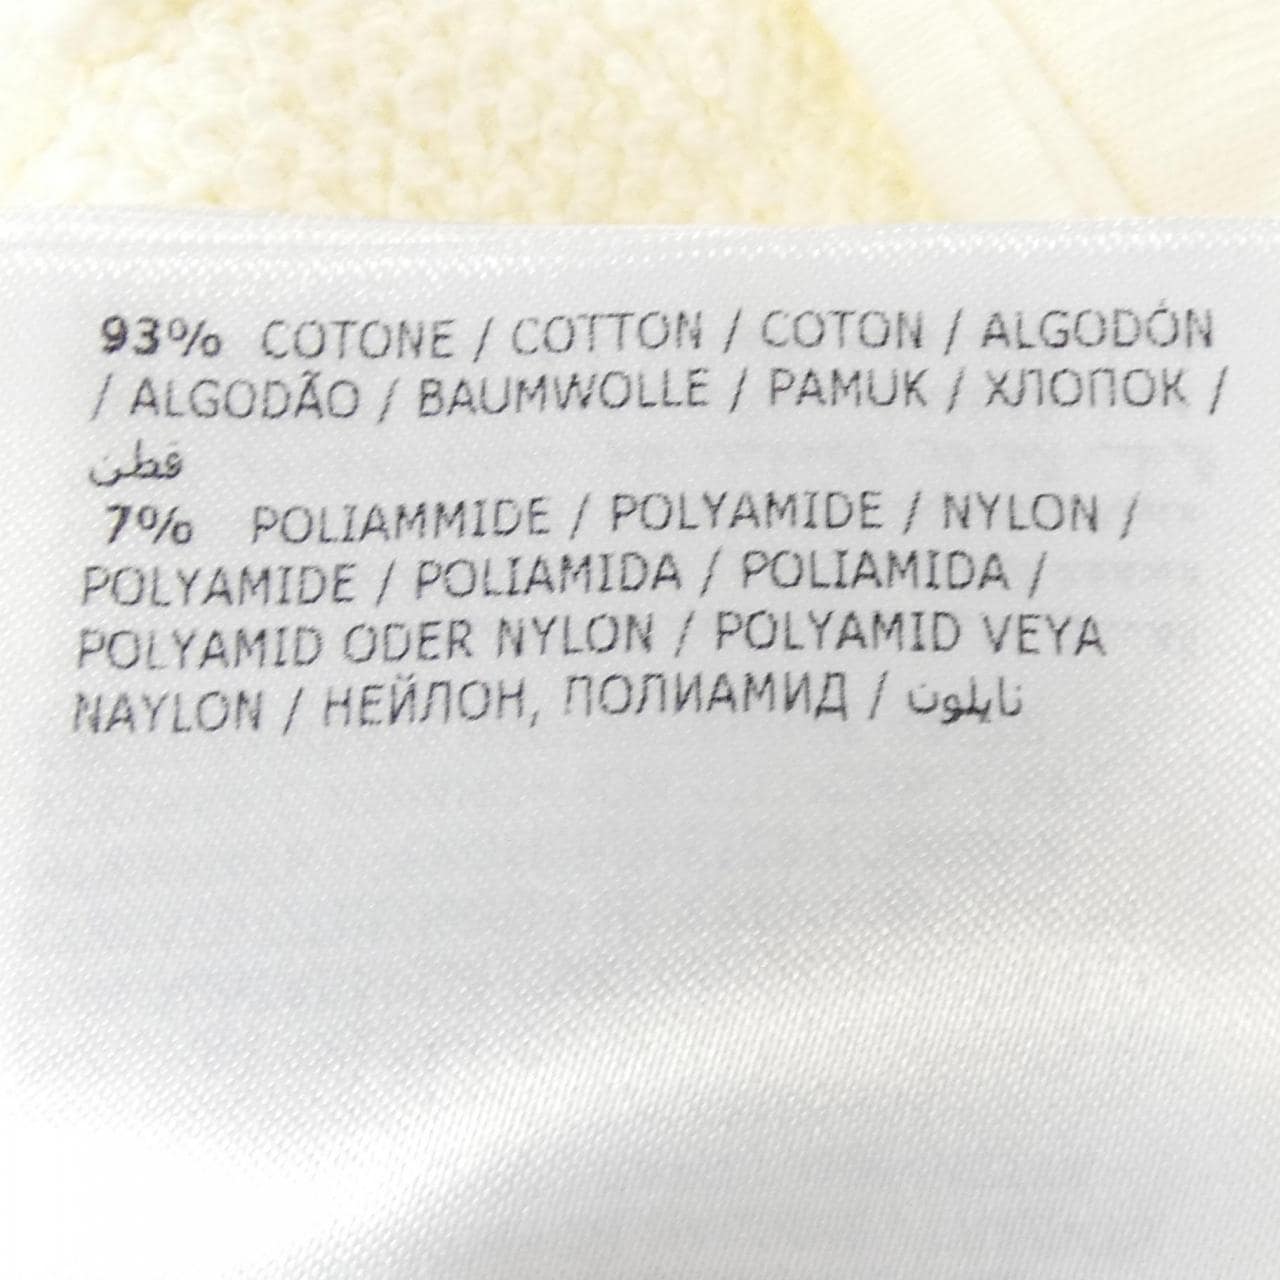 93% COTONE / COTTON / COTON / ALGODÓN
/ ALGODÃO / BAUMWOLLE / PAMUK / ХЛОПОК /
قطن
7% POLIAMMIDE / POLYAMIDE / NYLON /
POLYAMIDE / POLIAMIDA / POLIAMIDA /
POLYAMID ODER NYLON / POLYAMID VEYA
NAYLON / НЕЙЛОН, ПОЛИАМИД / نايلون